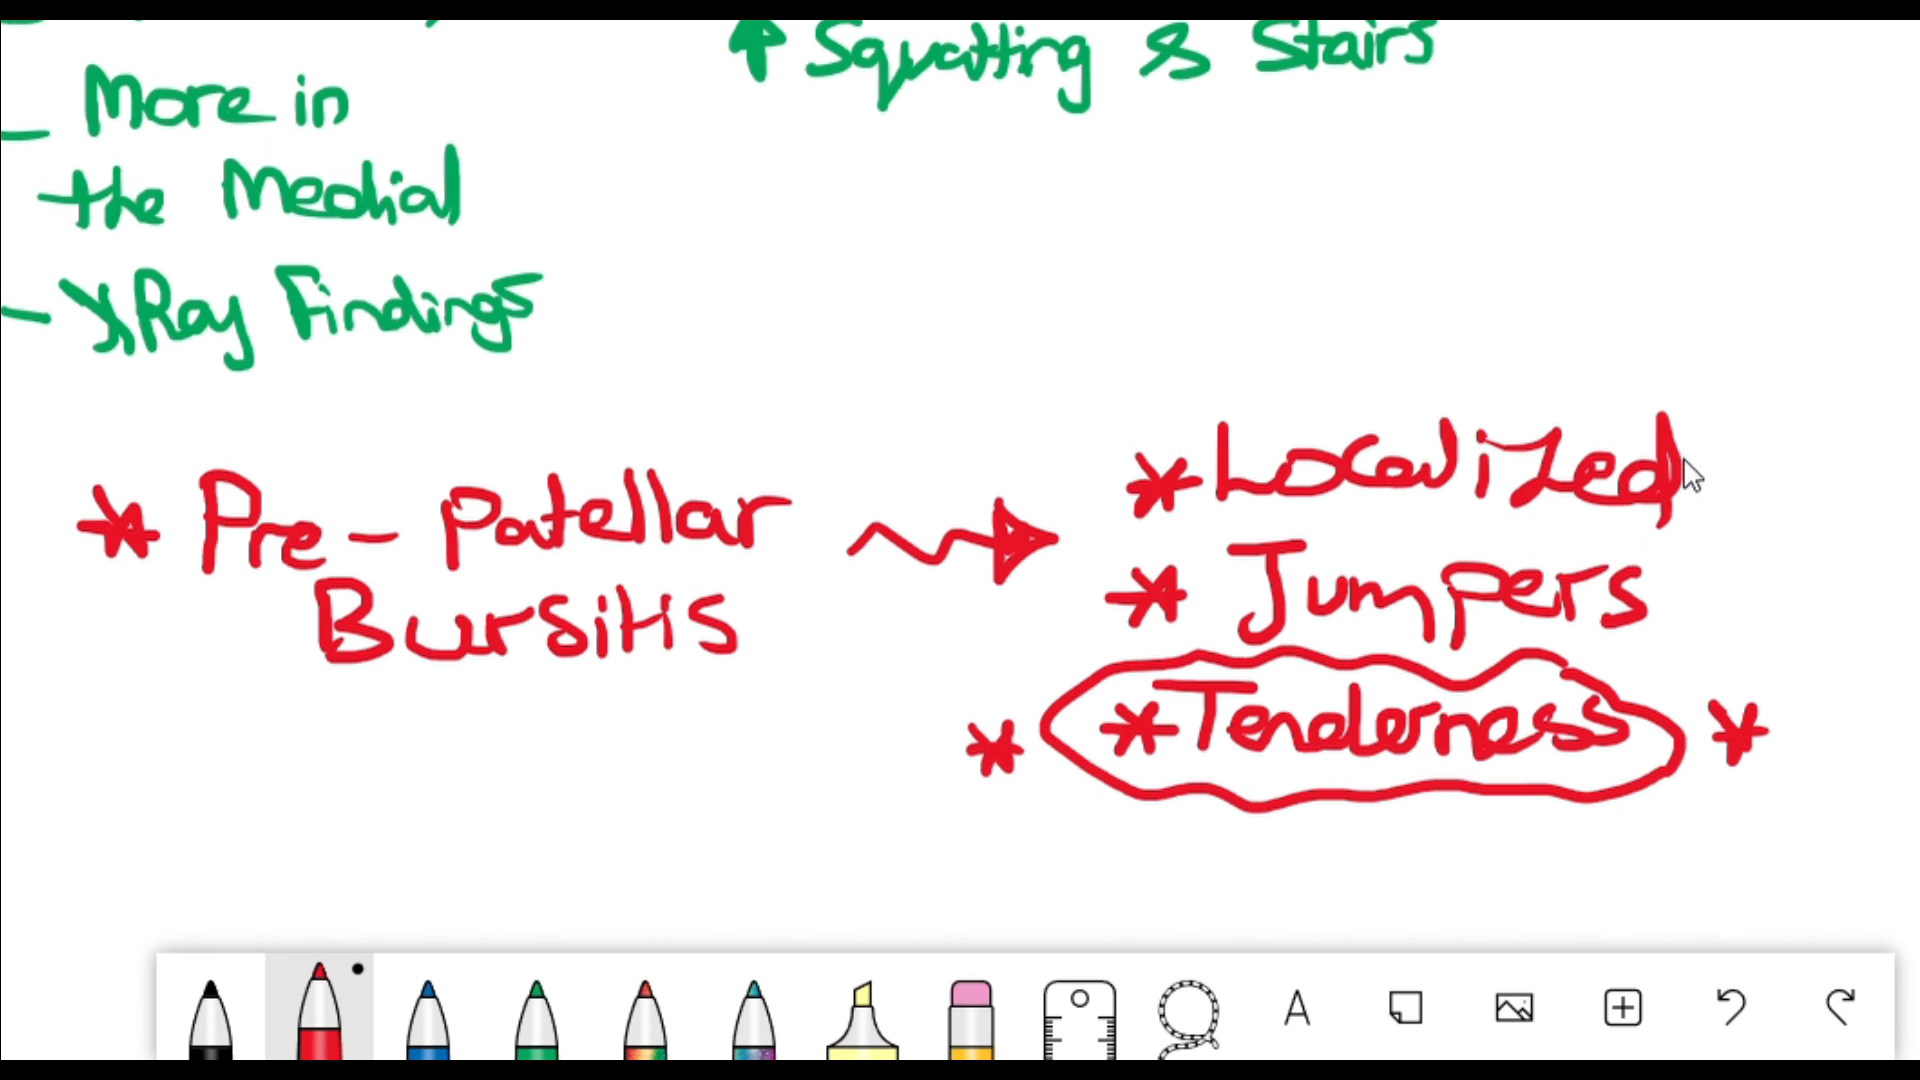 ↑ Squatting & Stairs
- More in
the Medial
- XRay Findings
* Pre-Patellar
Bursitis
* Localized
* Jumpers
* * Tenderness *
A